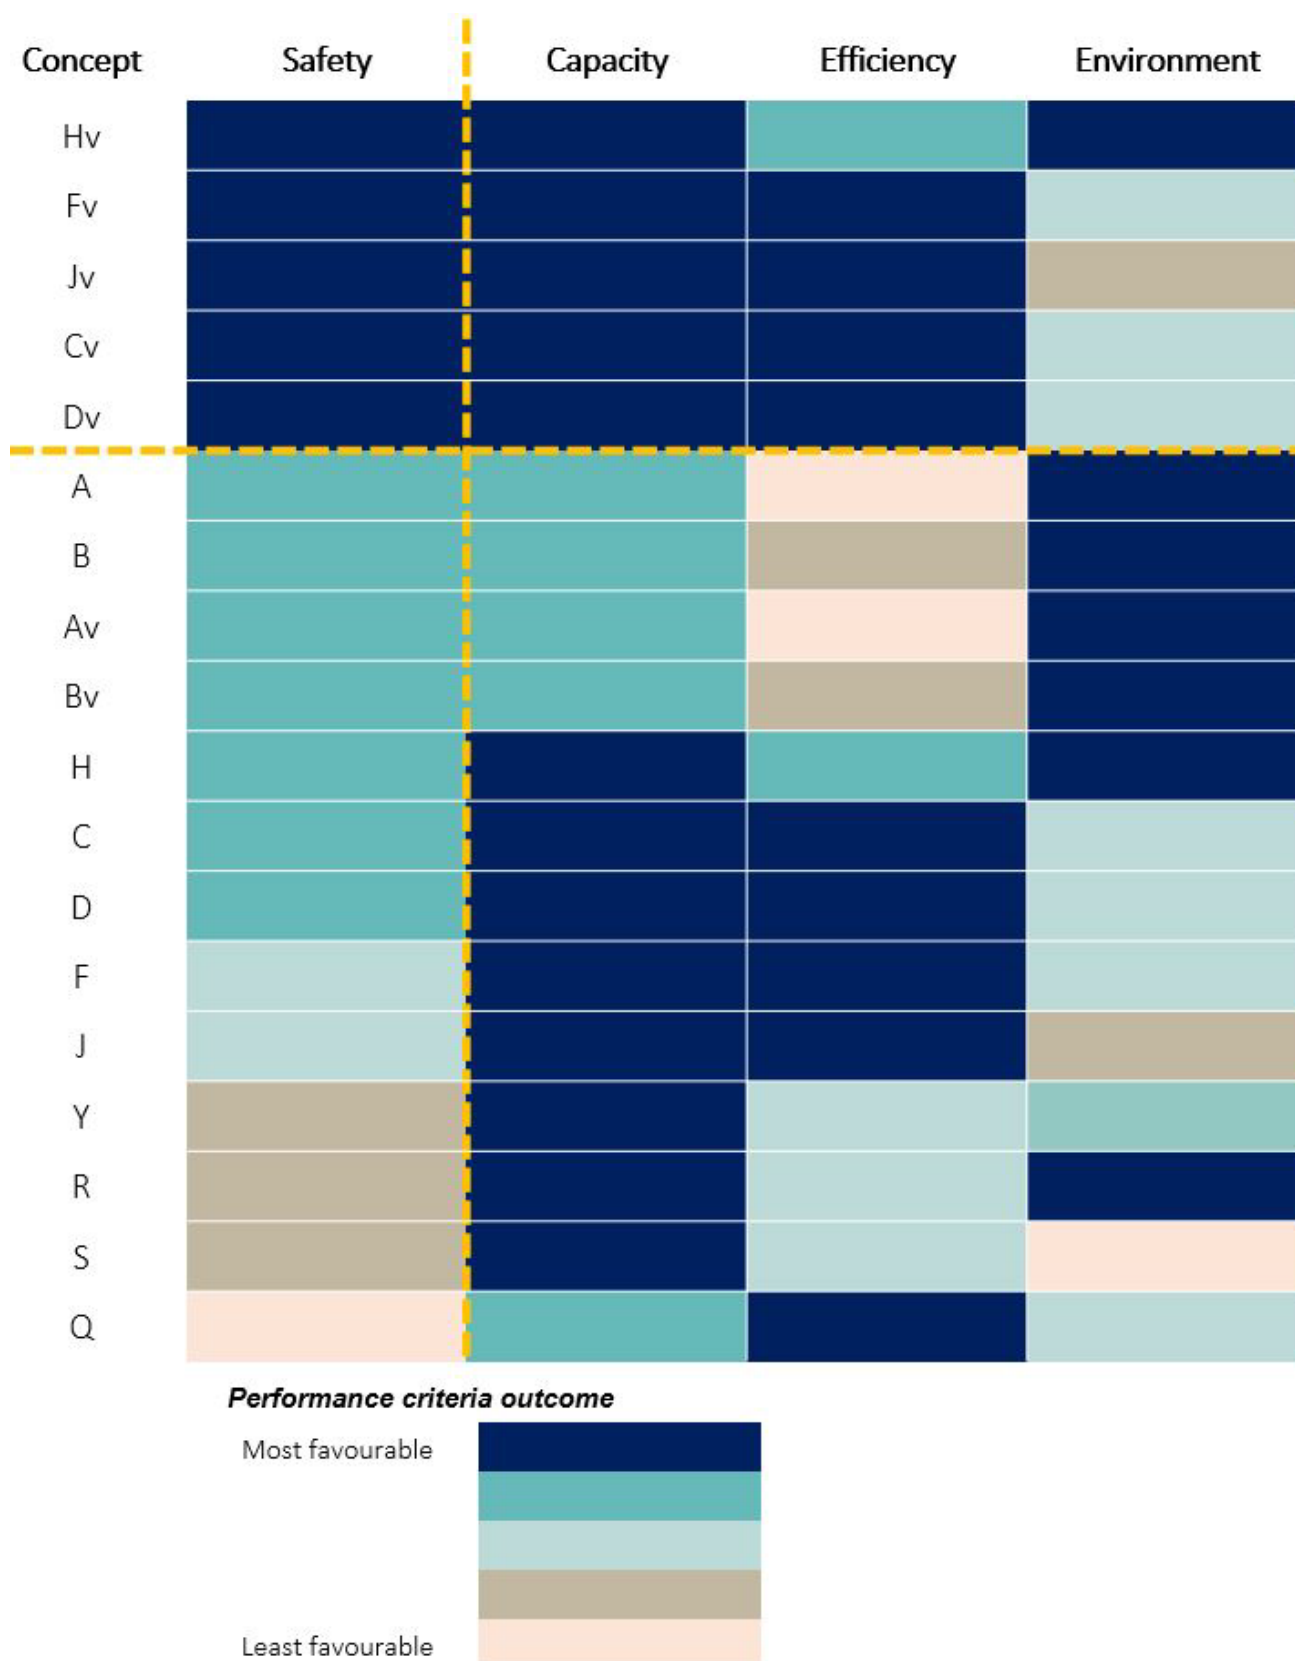 Concept Safety Capacity Efficiency Environment
Hv
Fv
Jv
Cv
Dv
A
B
Av
Bv
H
C
D
F
J
Y
R
S
Q
Performance criteria outcome
Most favourable
Least favourable